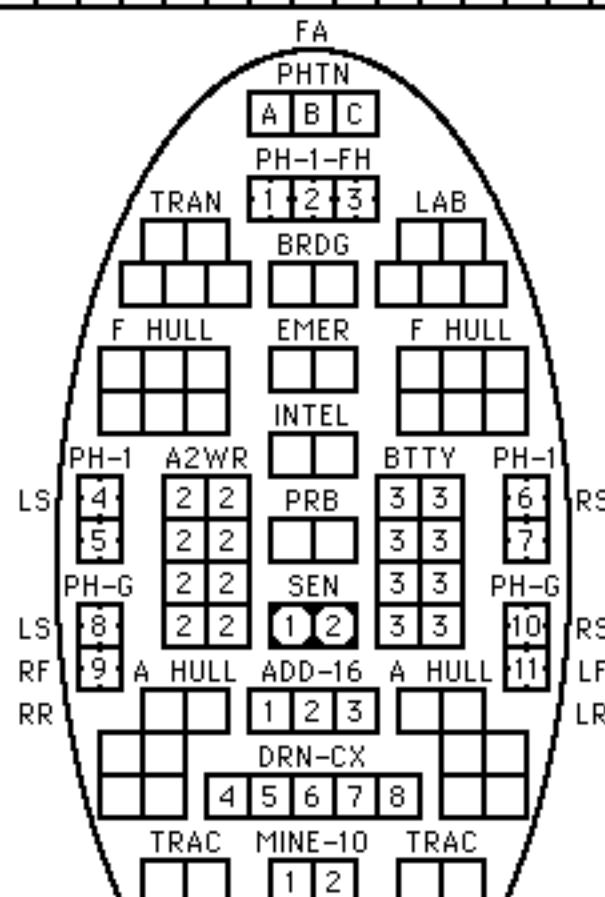 FA
PHTN
A B C
PH-1-FH
1 2 3
TRAN LAB
BRDG
F HULL EMER F HULL
INTEL
PH-1 A2WR BTTY PH-1
LS 4 2 2 PRB 3 3 6 RS
5 2 2 3 3 7
PH-G 2 2 SEN 3 3 PH-G
LS 8 2 2 1 2 3 3 10 RS
RF 9 A HULL ADD-16 A HULL 11 LF
RR 1 2 3 LR
DRN-CX
4 5 6 7 8
TRAC MINE-10 TRAC
1 2